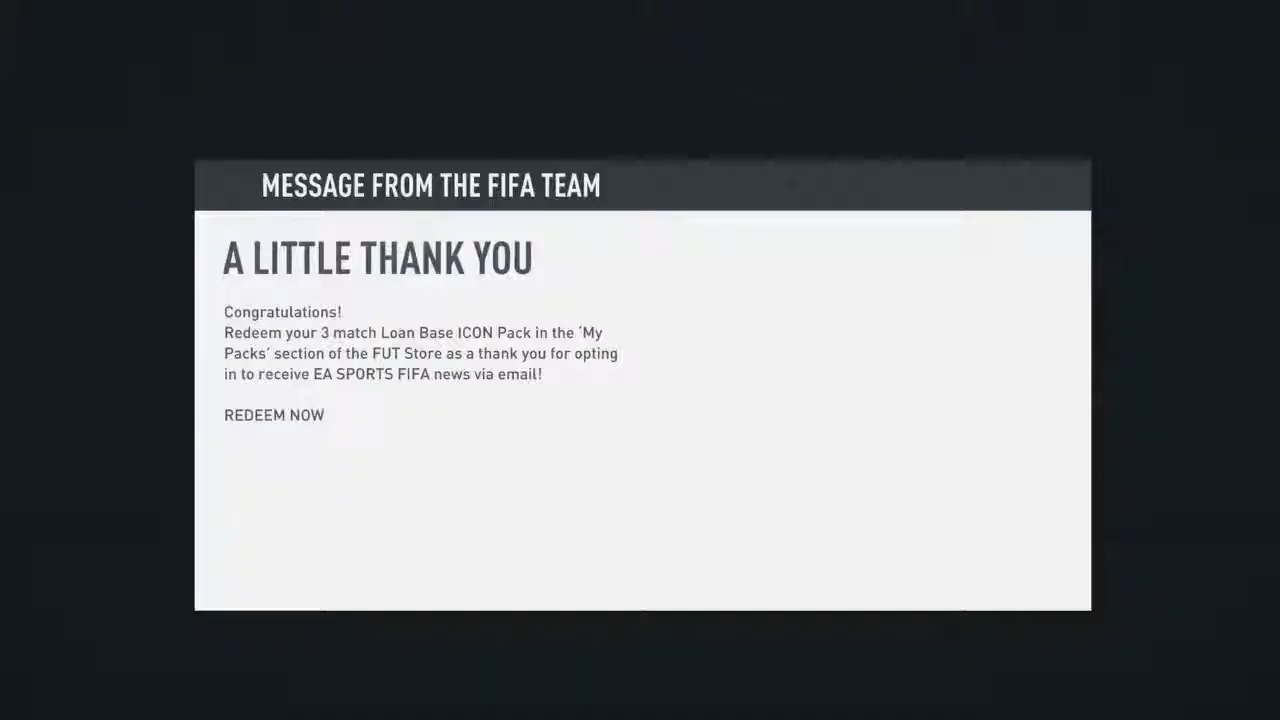 MESSAGE FROM THE FIFA TEAM
A LITTLE THANK YOU
Congratulations!
Redeem your 3 match Loan Base ICON Pack in the 'My
Packs' section of the FUT Store as a thank you for opting
in to receive EA SPORTS FIFA news via email!
REDEEM NOW